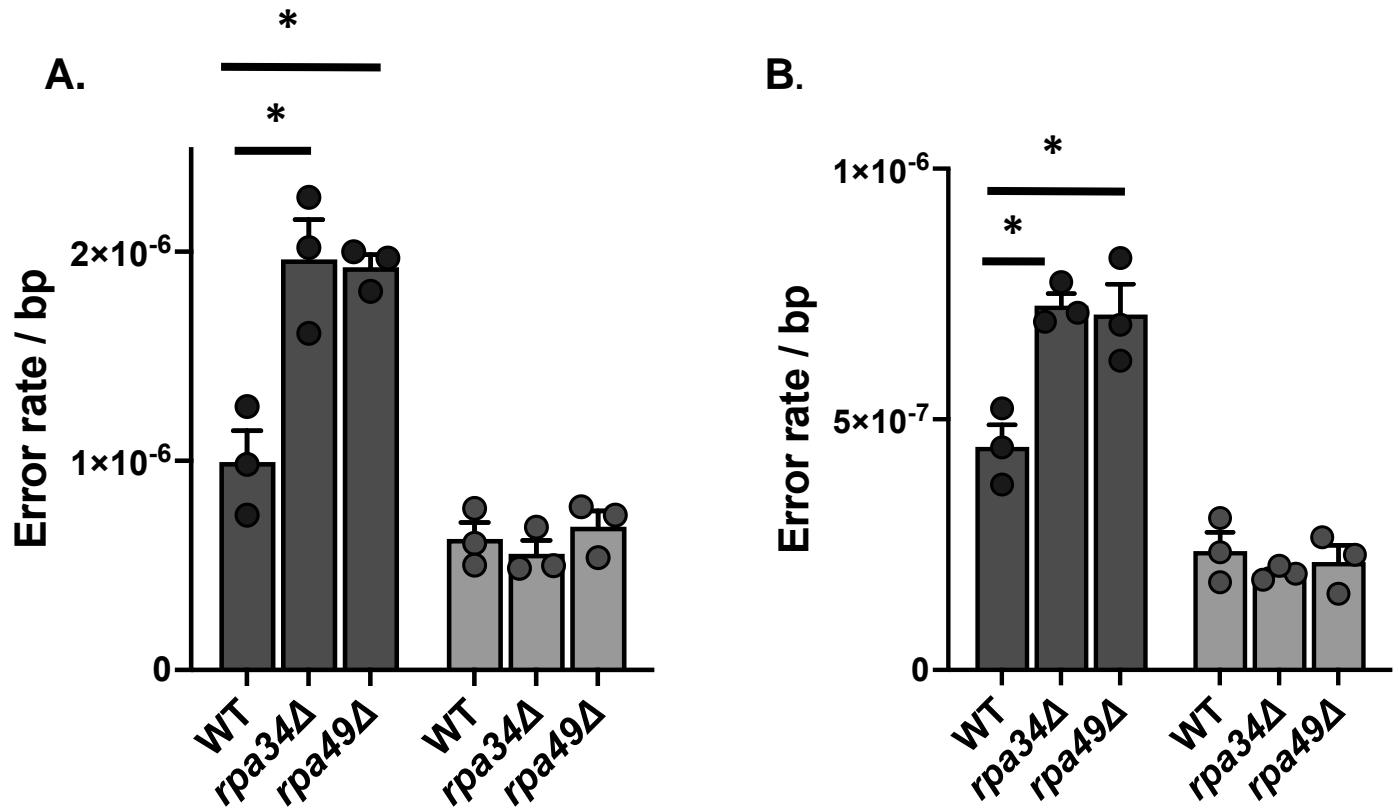 *
A.
*
2×10-6
1×10-6
0
Error rate / bp
WT
rpa34Δ
rpa49Δ
WT
rpa34Δ
rpa49Δ
B.
*
1×10-6
*
5×10-7
0
Error rate / bp
WT
rpa34Δ
rpa49Δ
WT
rpa34Δ
rpa49Δ